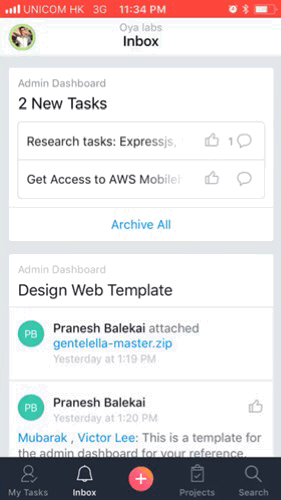 UNICOM HK 3G 11:34 PM
Oya labs
Inbox
Admin Dashboard
2 New Tasks
Research tasks: Expressjs, 1
Get Access to AWS Mobile
Archive All
Admin Dashboard
Design Web Template
PB Pranesh Balekai attached
gentelella-master.zip
Yesterday at 1:19 PM
PB Pranesh Balekai
Yesterday at 1:20 PM
Mubarak , Victor Lee: This is a template for
the admin dashboard for your reference.
My Tasks Inbox Projects Search